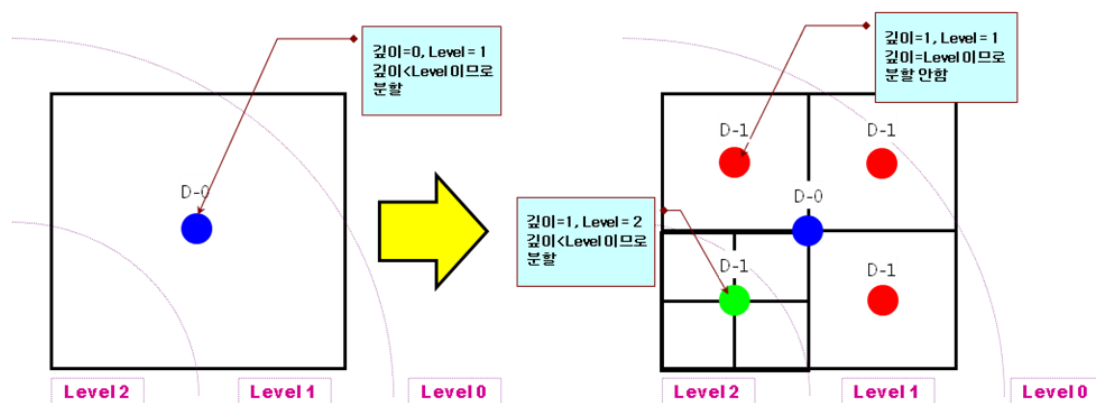 깊이=0, Level = 1
깊이<Level이므로
분할
D-0
Level 2
Level 1
Level 0
깊이=1, Level = 1
깊이=Level이므로
분할 안함
D-1
D-1
D-0
깊이=1, Level = 2
깊이<Level이므로
분할
D-1
D-1
Level 2
Level 1
Level 0